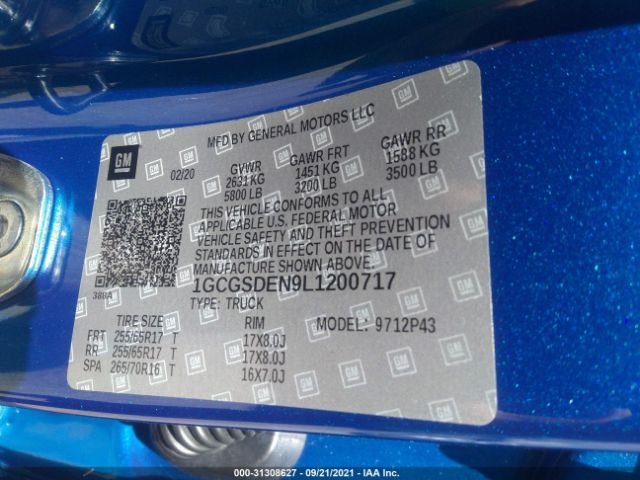 MFD BY GENERAL MOTORS LLC
GM
02/20
GVWR GAWR FRT GAWR RR
2631 KG 1451 KG 1588 KG
5800 LB 3200 LB 3500 LB
THIS VEHICLE CONFORMS TO ALL
APPLICABLE U.S. FEDERAL MOTOR
VEHICLE SAFETY AND THEFT PREVENTION
STANDARDS IN EFFECT ON THE DATE OF
MANUFACTURE SHOWN ABOVE.
1GCGSDEN9L1200717
TYPE: TRUCK
TIRE SIZE RIM MODEL: 9712P43
FRT 255/65R17 T 17X8.0J
RR 255/65R17 T 17X8.0J
SPA 265/70R16 T 16X7.0J
000-31308627 - 09/21/2021 - IAA Inc.